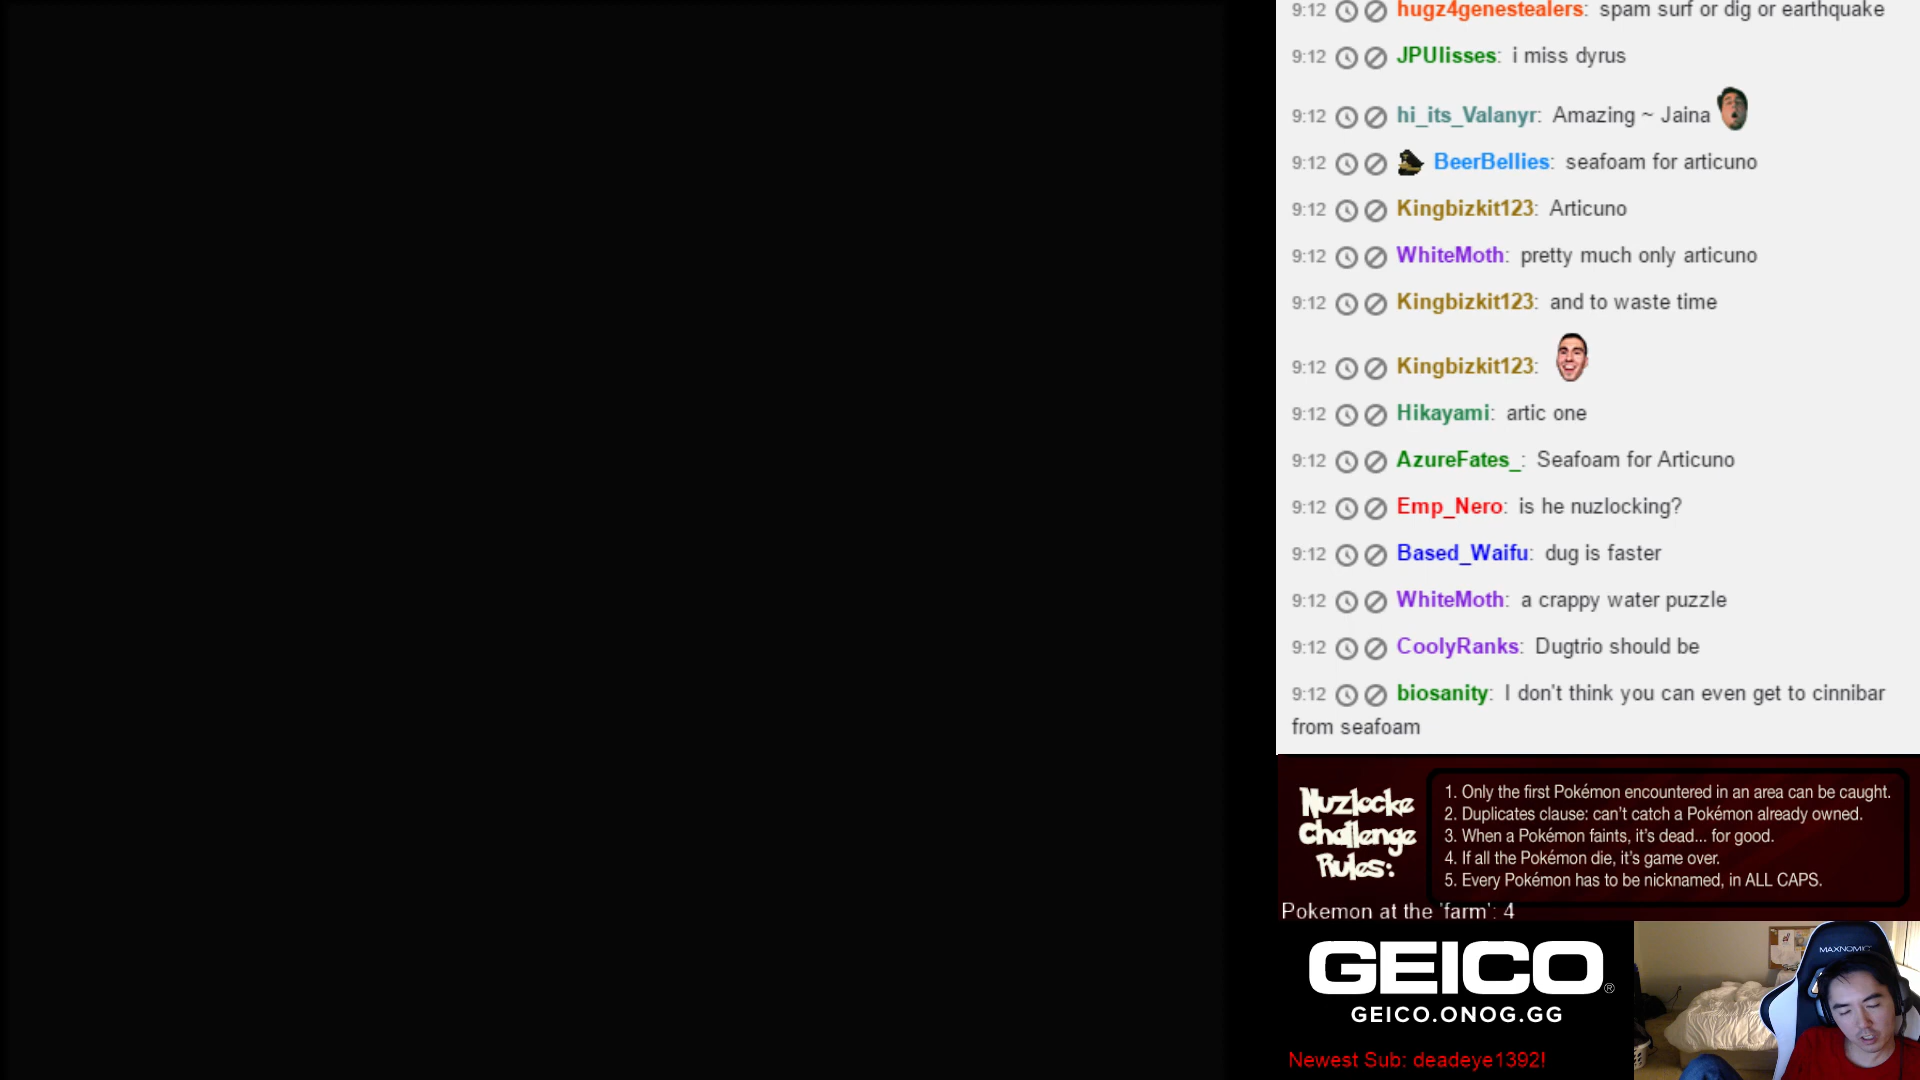 9:12 hugz4genestealers: spam surf or dig or earthquake
9:12 JPUlisses: i miss dyrus
9:12 hi_its_Valanyr: Amazing ~ Jaina
9:12 BeerBellies: seafoam for articuno
9:12 Kingbizkit123: Articuno
9:12 WhiteMoth: pretty much only articuno
9:12 Kingbizkit123: and to waste time
9:12 Kingbizkit123:
9:12 Hikayami: artic one
9:12 AzureFates_: Seafoam for Articuno
9:12 Emp_Nero: is he nuzlocking?
9:12 Based_Waifu: dug is faster
9:12 WhiteMoth: a crappy water puzzle
9:12 CoolyRanks: Dugtrio should be
9:12 biosanity: I don't think you can even get to cinnibar
from seafoam
Nuzlocke
Challenge
Rules:
1. Only the first Pokémon encountered in an area can be caught.
2. Duplicates clause: can't catch a Pokémon already owned.
3. When a Pokémon faints, it's dead... for good.
4. If all the Pokémon die, it's game over.
5. Every Pokémon has to be nicknamed, in ALL CAPS.
Pokemon at the 'farm': 4
GEICO®
GEICO.ONOG.GG
MAXNOMIC
Newest Sub: deadeye1392!